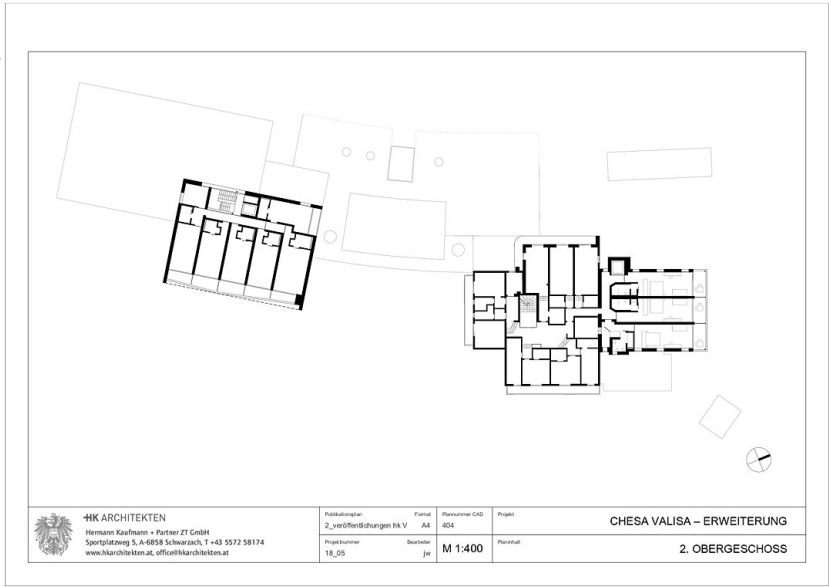 HK ARCHITEKTEN
Hermann Kaufmann + Partner ZT GmbH
Sportplatzweg 5, A-6858 Schwarzach, T +43 5572 58174
www.hkarchitekten.at, office@hkarchitekten.at
Publikationsplan Format
2_veröffentlichungen hk V A4
Projektnummer Bearbeiter
18_05 jw
Plannummer CAD
404
M 1:400
Projekt
CHESA VALISA – ERWEITERUNG
Planinhalt
2. OBERGESCHOSS